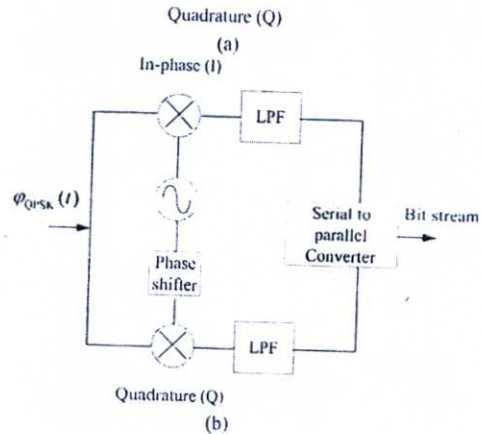 Quadrature (Q)
(a)
In-phase (I)
LPF
φQPSK (t)
Serial to
parallel
Converter
Bit stream
Phase
shifter
LPF
Quadrature (Q)
(b)